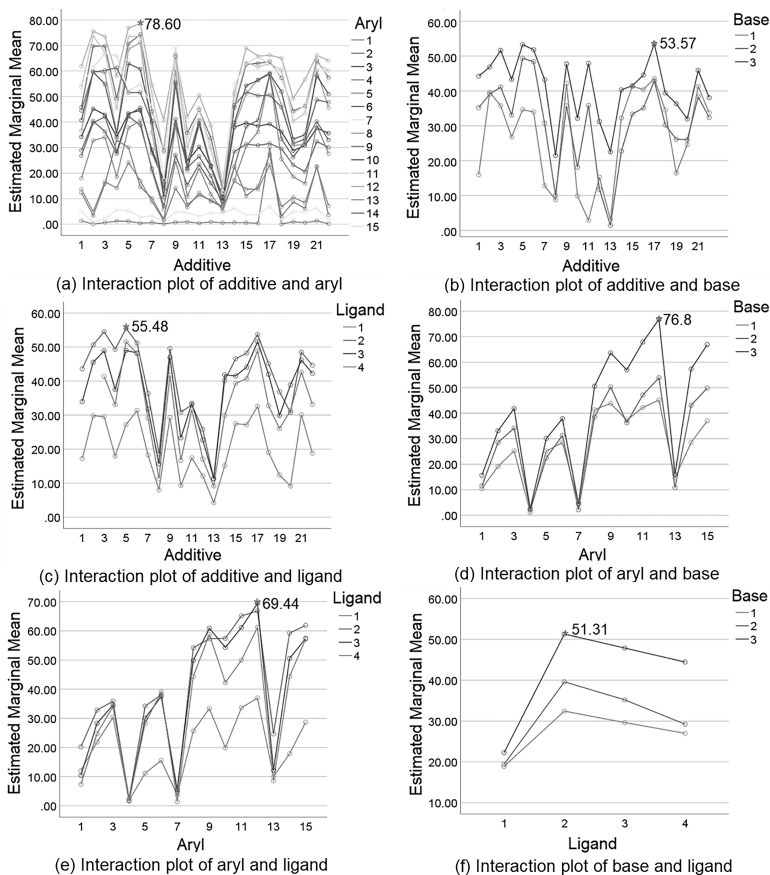 Estimated Marginal Mean
80.00
70.00
60.00
50.00
40.00
30.00
20.00
10.00
.00
78.60
1 3 5 7 9 11 13 15 17 19 21
Additive
Aryl
1
2
3
4
5
6
7
8
9
10
11
12
13
14
15
(a) Interaction plot of additive and aryl
Estimated Marginal Mean
60.00
50.00
40.00
30.00
20.00
10.00
.00
53.57
1 3 5 7 9 11 13 15 17 19 21
Additive
Base
1
2
3
(b) Interaction plot of additive and base
Estimated Marginal Mean
60.00
50.00
40.00
30.00
20.00
10.00
.00
55.48
1 3 5 7 9 11 13 15 17 19 21
Additive
Ligand
1
2
3
4
(c) Interaction plot of additive and ligand
Estimated Marginal Mean
80.00
70.00
60.00
50.00
40.00
30.00
20.00
10.00
.00
76.8
1 3 5 7 9 11 13 15
Aryl
Base
1
2
3
(d) Interaction plot of aryl and base
Estimated Marginal Mean
70.00
60.00
50.00
40.00
30.00
20.00
10.00
.00
69.44
1 3 5 7 9 11 13 15
Aryl
Ligand
1
2
3
4
(e) Interaction plot of aryl and ligand
Estimated Marginal Mean
60.00
50.00
40.00
30.00
20.00
10.00
51.31
1 2 3 4
Ligand
Base
1
2
3
(f) Interaction plot of base and ligand